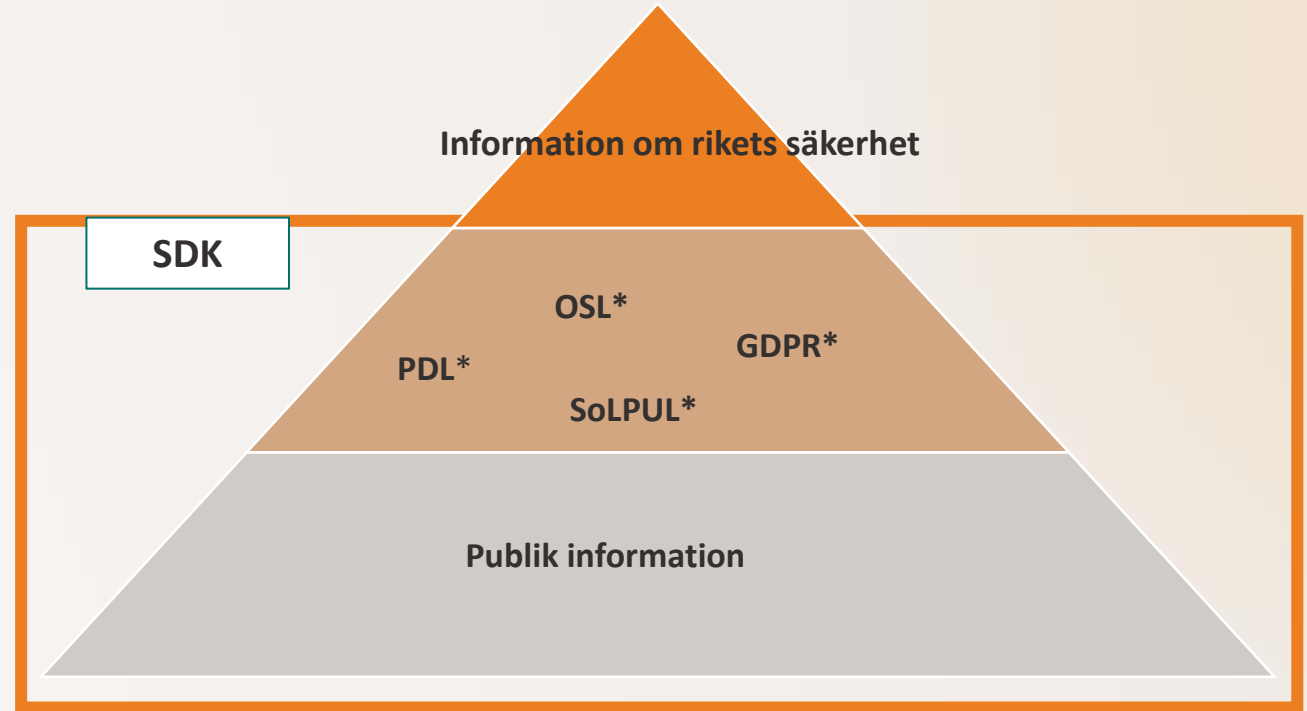 Information om rikets säkerhet
SDK
OSL*
GDPR*
PDL*
SoLPUL*
Publik information